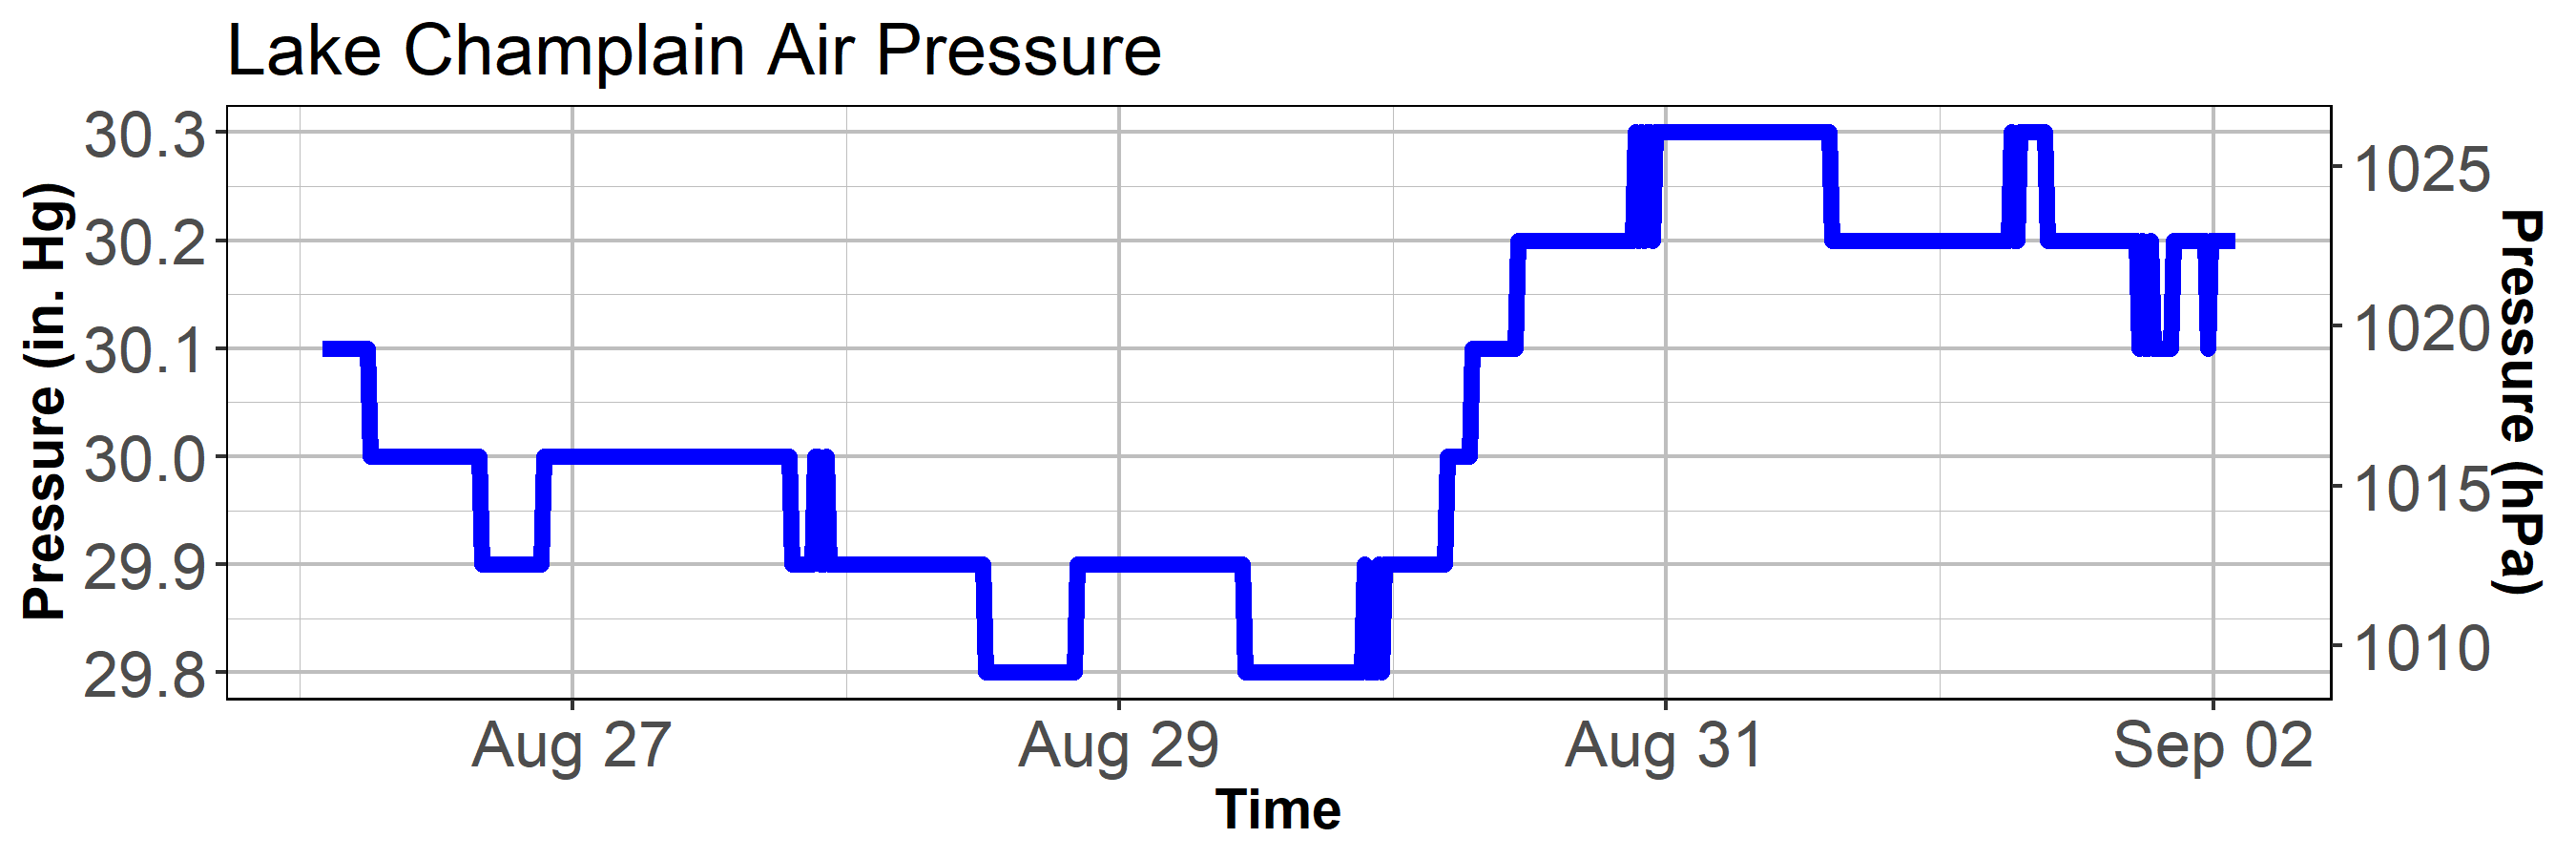 Lake Champlain Air Pressure
Pressure (in. Hg)
30.3
30.2
30.1
30.0
29.9
29.8
1025
1020
1015
1010
Pressure (hPa)
Aug 27 Aug 29 Aug 31 Sep 02
Time